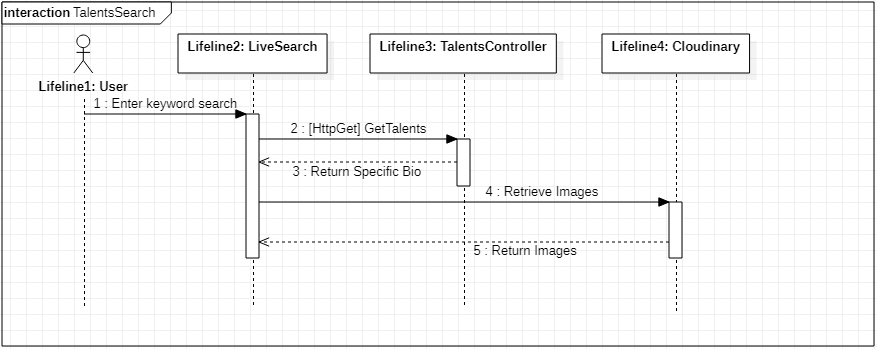 interaction TalentsSearch
Lifeline1: User
Lifeline2: LiveSearch
Lifeline3: TalentsController
Lifeline4: Cloudinary
1 : Enter keyword search
2 : [HttpGet] GetTalents
3 : Return Specific Bio
4 : Retrieve Images
5 : Return Images